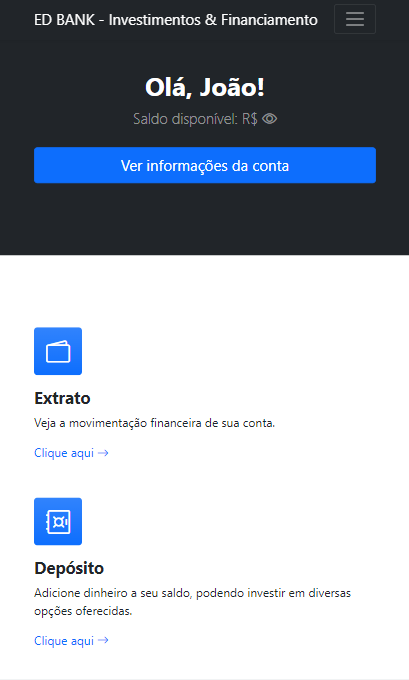 ED BANK - Investimentos & Financiamento
Olá, João!
Saldo disponível: R$
Ver informações da conta
Extrato
Veja a movimentação financeira de sua conta.
Clique aqui →
Depósito
Adicione dinheiro a seu saldo, podendo investir em diversas
opções oferecidas.
Clique aqui →